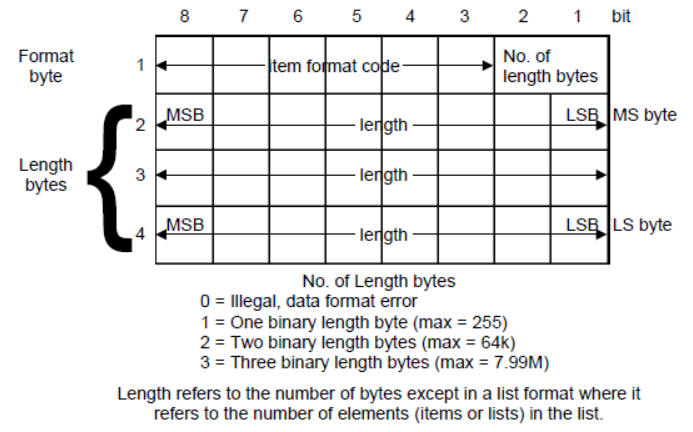 8 7 6 5 4 3 2 1 bit
Format
byte
1
item format code
No. of
length bytes
Length
bytes
2
MSB
length
LSB
MS byte
3
length
4
MSB
length
LSB
LS byte
No. of Length bytes
0 = Illegal, data format error
1 = One binary length byte (max = 255)
2 = Two binary length bytes (max = 64k)
3 = Three binary length bytes (max = 7.99M)
Length refers to the number of bytes except in a list format where it
refers to the number of elements (items or lists) in the list.